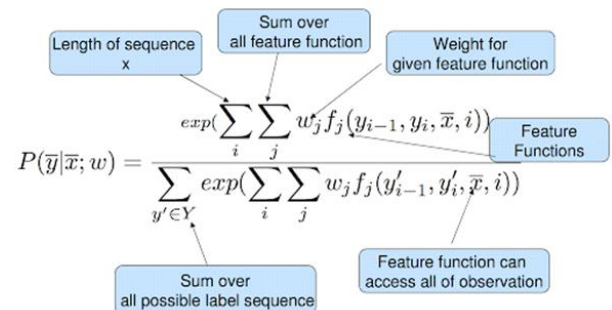 Sum over
all feature function
Length of sequence
x
Weight for
given feature function
exp(∑_i ∑_j w_j f_j(y_{i−1}, y_i, x̄, i))
Feature
Functions
P(ȳ|x̄; w) =
∑_{y′∈Y} exp(∑_i ∑_j w_j f_j(y′_{i−1}, y′_i, x̄, i))
Feature function can
access all of observation
Sum over
all possible label sequence